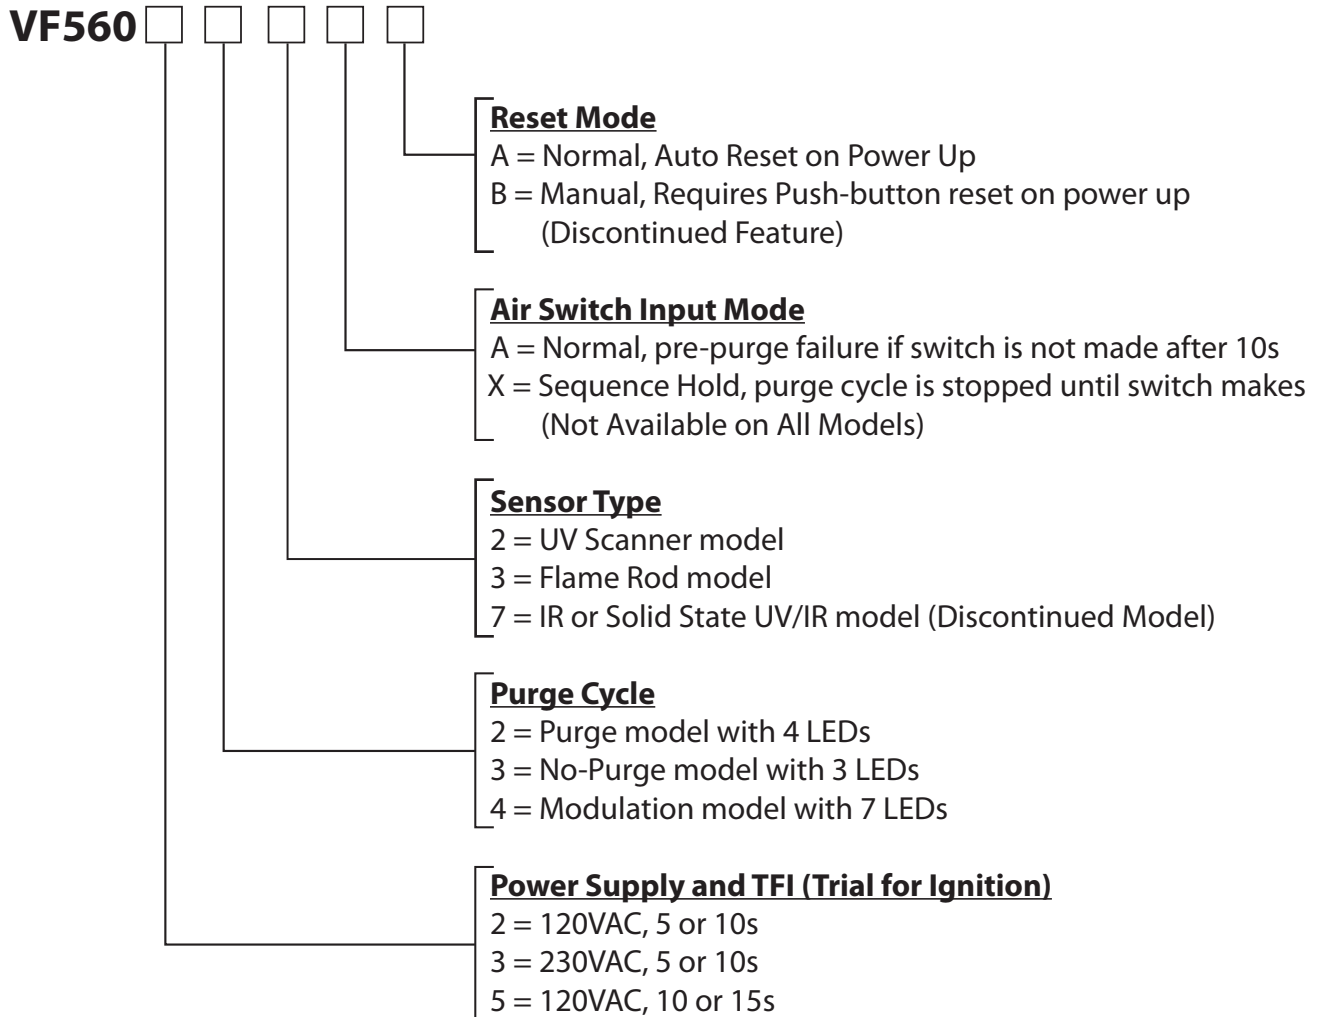 VF560
Reset Mode
A = Normal, Auto Reset on Power Up
B = Manual, Requires Push-button reset on power up
(Discontinued Feature)
Air Switch Input Mode
A = Normal, pre-purge failure if switch is not made after 10s
X = Sequence Hold, purge cycle is stopped until switch makes
(Not Available on All Models)
Sensor Type
2 = UV Scanner model
3 = Flame Rod model
7 = IR or Solid State UV/IR model (Discontinued Model)
Purge Cycle
2 = Purge model with 4 LEDs
3 = No-Purge model with 3 LEDs
4 = Modulation model with 7 LEDs
Power Supply and TFI (Trial for Ignition)
2 = 120VAC, 5 or 10s
3 = 230VAC, 5 or 10s
5 = 120VAC, 10 or 15s